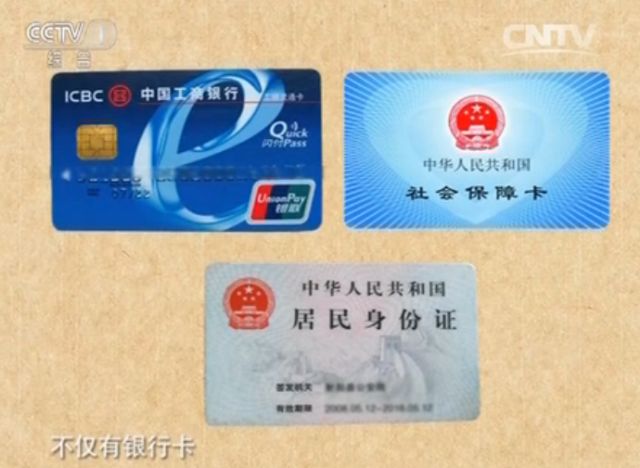 CCTV 1
综合
CNTV
ICBC 中国工商银行
Quick
闪付Pass
UnionPay
银联
中华人民共和国
社会保障卡
中华人民共和国
居民身份证
签发机关
有效期限 2006.05.12-2016.05.12
不仅有银行卡